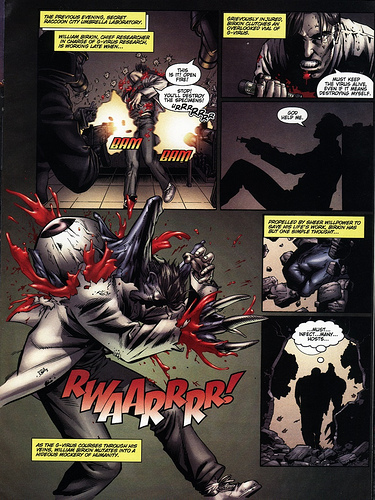 THE PREVIOUS EVENING, SECRET
RACCOON CITY UMBRELLA LABORATORY.
WILLIAM BIRKIN, CHIEF RESEARCHER
IN CHARGE OF G-VIRUS RESEARCH,
IS WORKING LATE WHEN...
THIS
IS IT! OPEN
FIRE!
STOP!
YOU'LL DESTROY
THE SPECIMENS!
URRRRRR
BAM
BAM
GRIEVOUSLY INJURED,
BIRKIN CLUTCHES AN
OVERLOOKED VIAL OF
G-VIRUS.
MUST KEEP
THE VIRUS ALIVE,
EVEN IF IT MEANS
DESTROYING MYSELF.
GOD
HELP ME.
PROPELLED BY SHEER WILLPOWER TO
SAVE HIS LIFE'S WORK, BIRKIN HAS
BUT ONE SIMPLE THOUGHT...
...MUST...
INFECT...MANY...
HOSTS...
RWAARRRR!
AS THE G-VIRUS COURSES THROUGH HIS
VEINS, WILLIAM BIRKIN MUTATES INTO A
HIDEOUS MOCKERY OF HUMANITY.